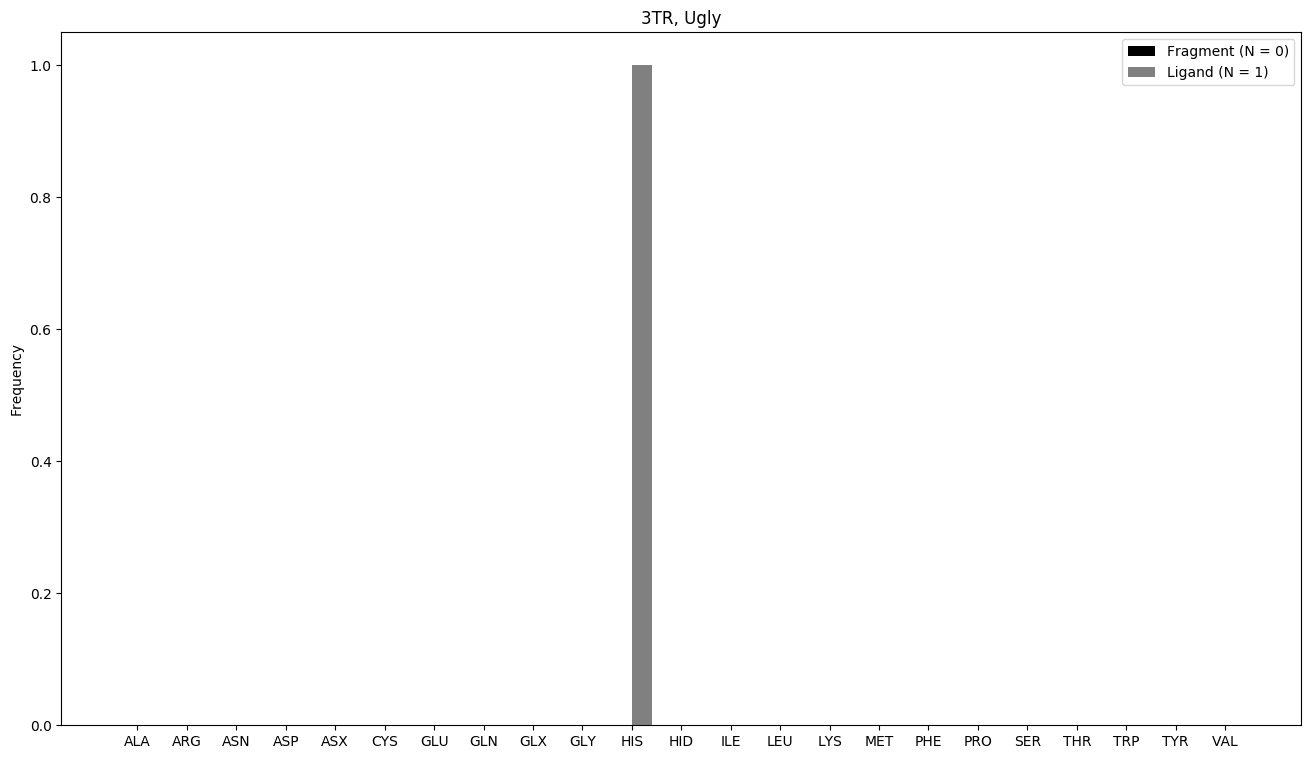 3TR, Ugly
Fragment (N = 0)
Ligand (N = 1)
Frequency
1.0
0.8
0.6
0.4
0.2
0.0
ALA ARG ASN ASP ASX CYS GLU GLN GLX GLY HIS HID ILE LEU LYS MET PHE PRO SER THR TRP TYR VAL